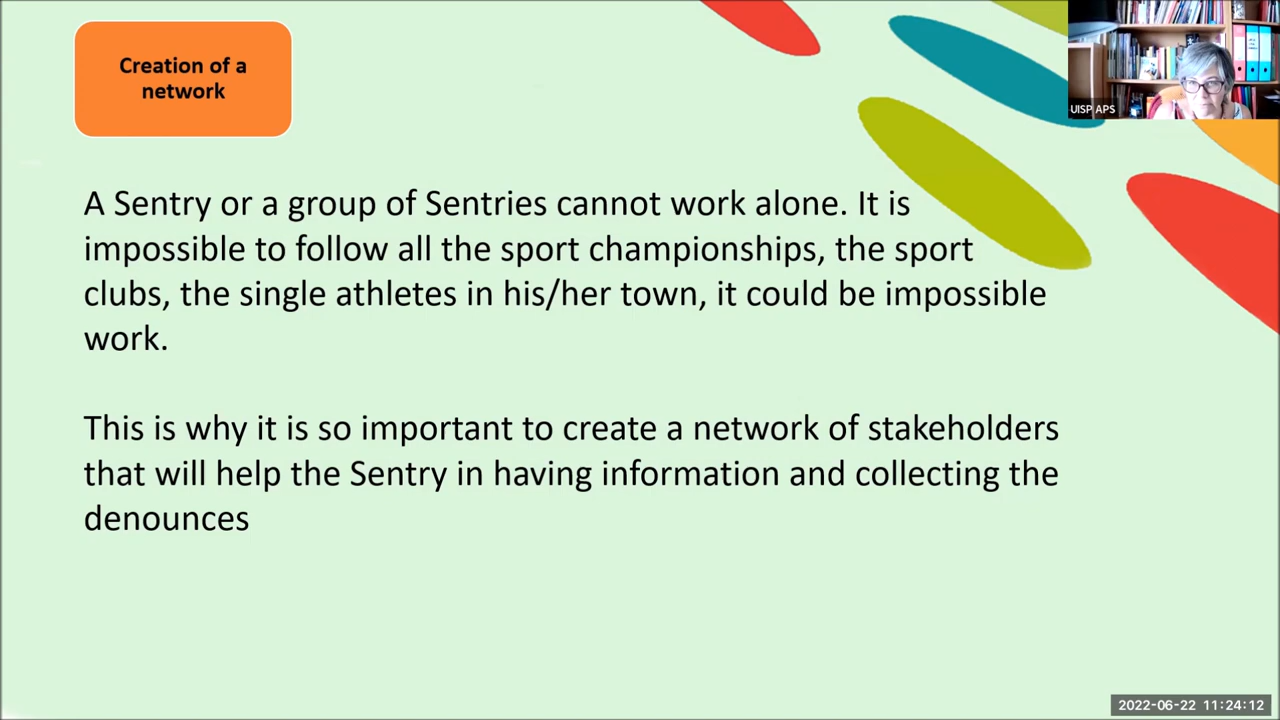 Creation of a
network
UISP APS
A Sentry or a group of Sentries cannot work alone. It is
impossible to follow all the sport championships, the sport
clubs, the single athletes in his/her town, it could be impossible
work.
This is why it is so important to create a network of stakeholders
that will help the Sentry in having information and collecting the
denounces
2022-06-22 11:24:12